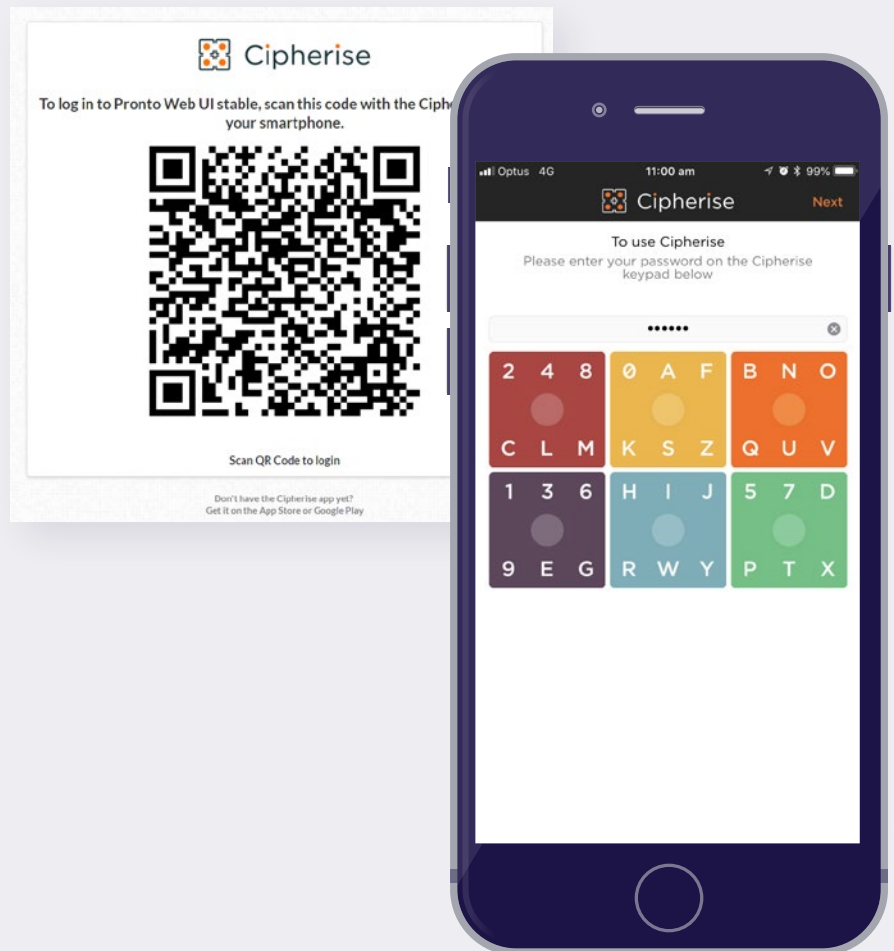 Cipherise
To log in to Pronto Web UI stable, scan this code with the
your smartphone.
Scan QR Code to login
Don't have the Cipherise app yet?
Get it on the App Store or Google Play
Optus 4G 11:00 am 99%
Cipherise Next
To use Cipherise
Please enter your password on the Cipherise
keypad below
••••••
2 4 8 0 A F B N O
C L M K S Z Q U V
1 3 6 H I J 5 7 D
9 E G R W Y P T X